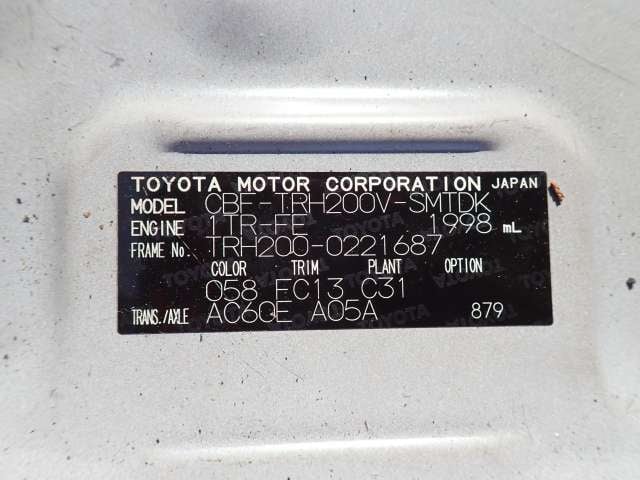 TOYOTA MOTOR CORPORATION JAPAN
MODEL CBF-TRH200V-SMTDK
ENGINE 1TR-FE 1998 mL
FRAME No. TRH200-0221687
COLOR TRIM PLANT OPTION
058 FC13 C31
TRANS./AXLE AC60E A05A 879